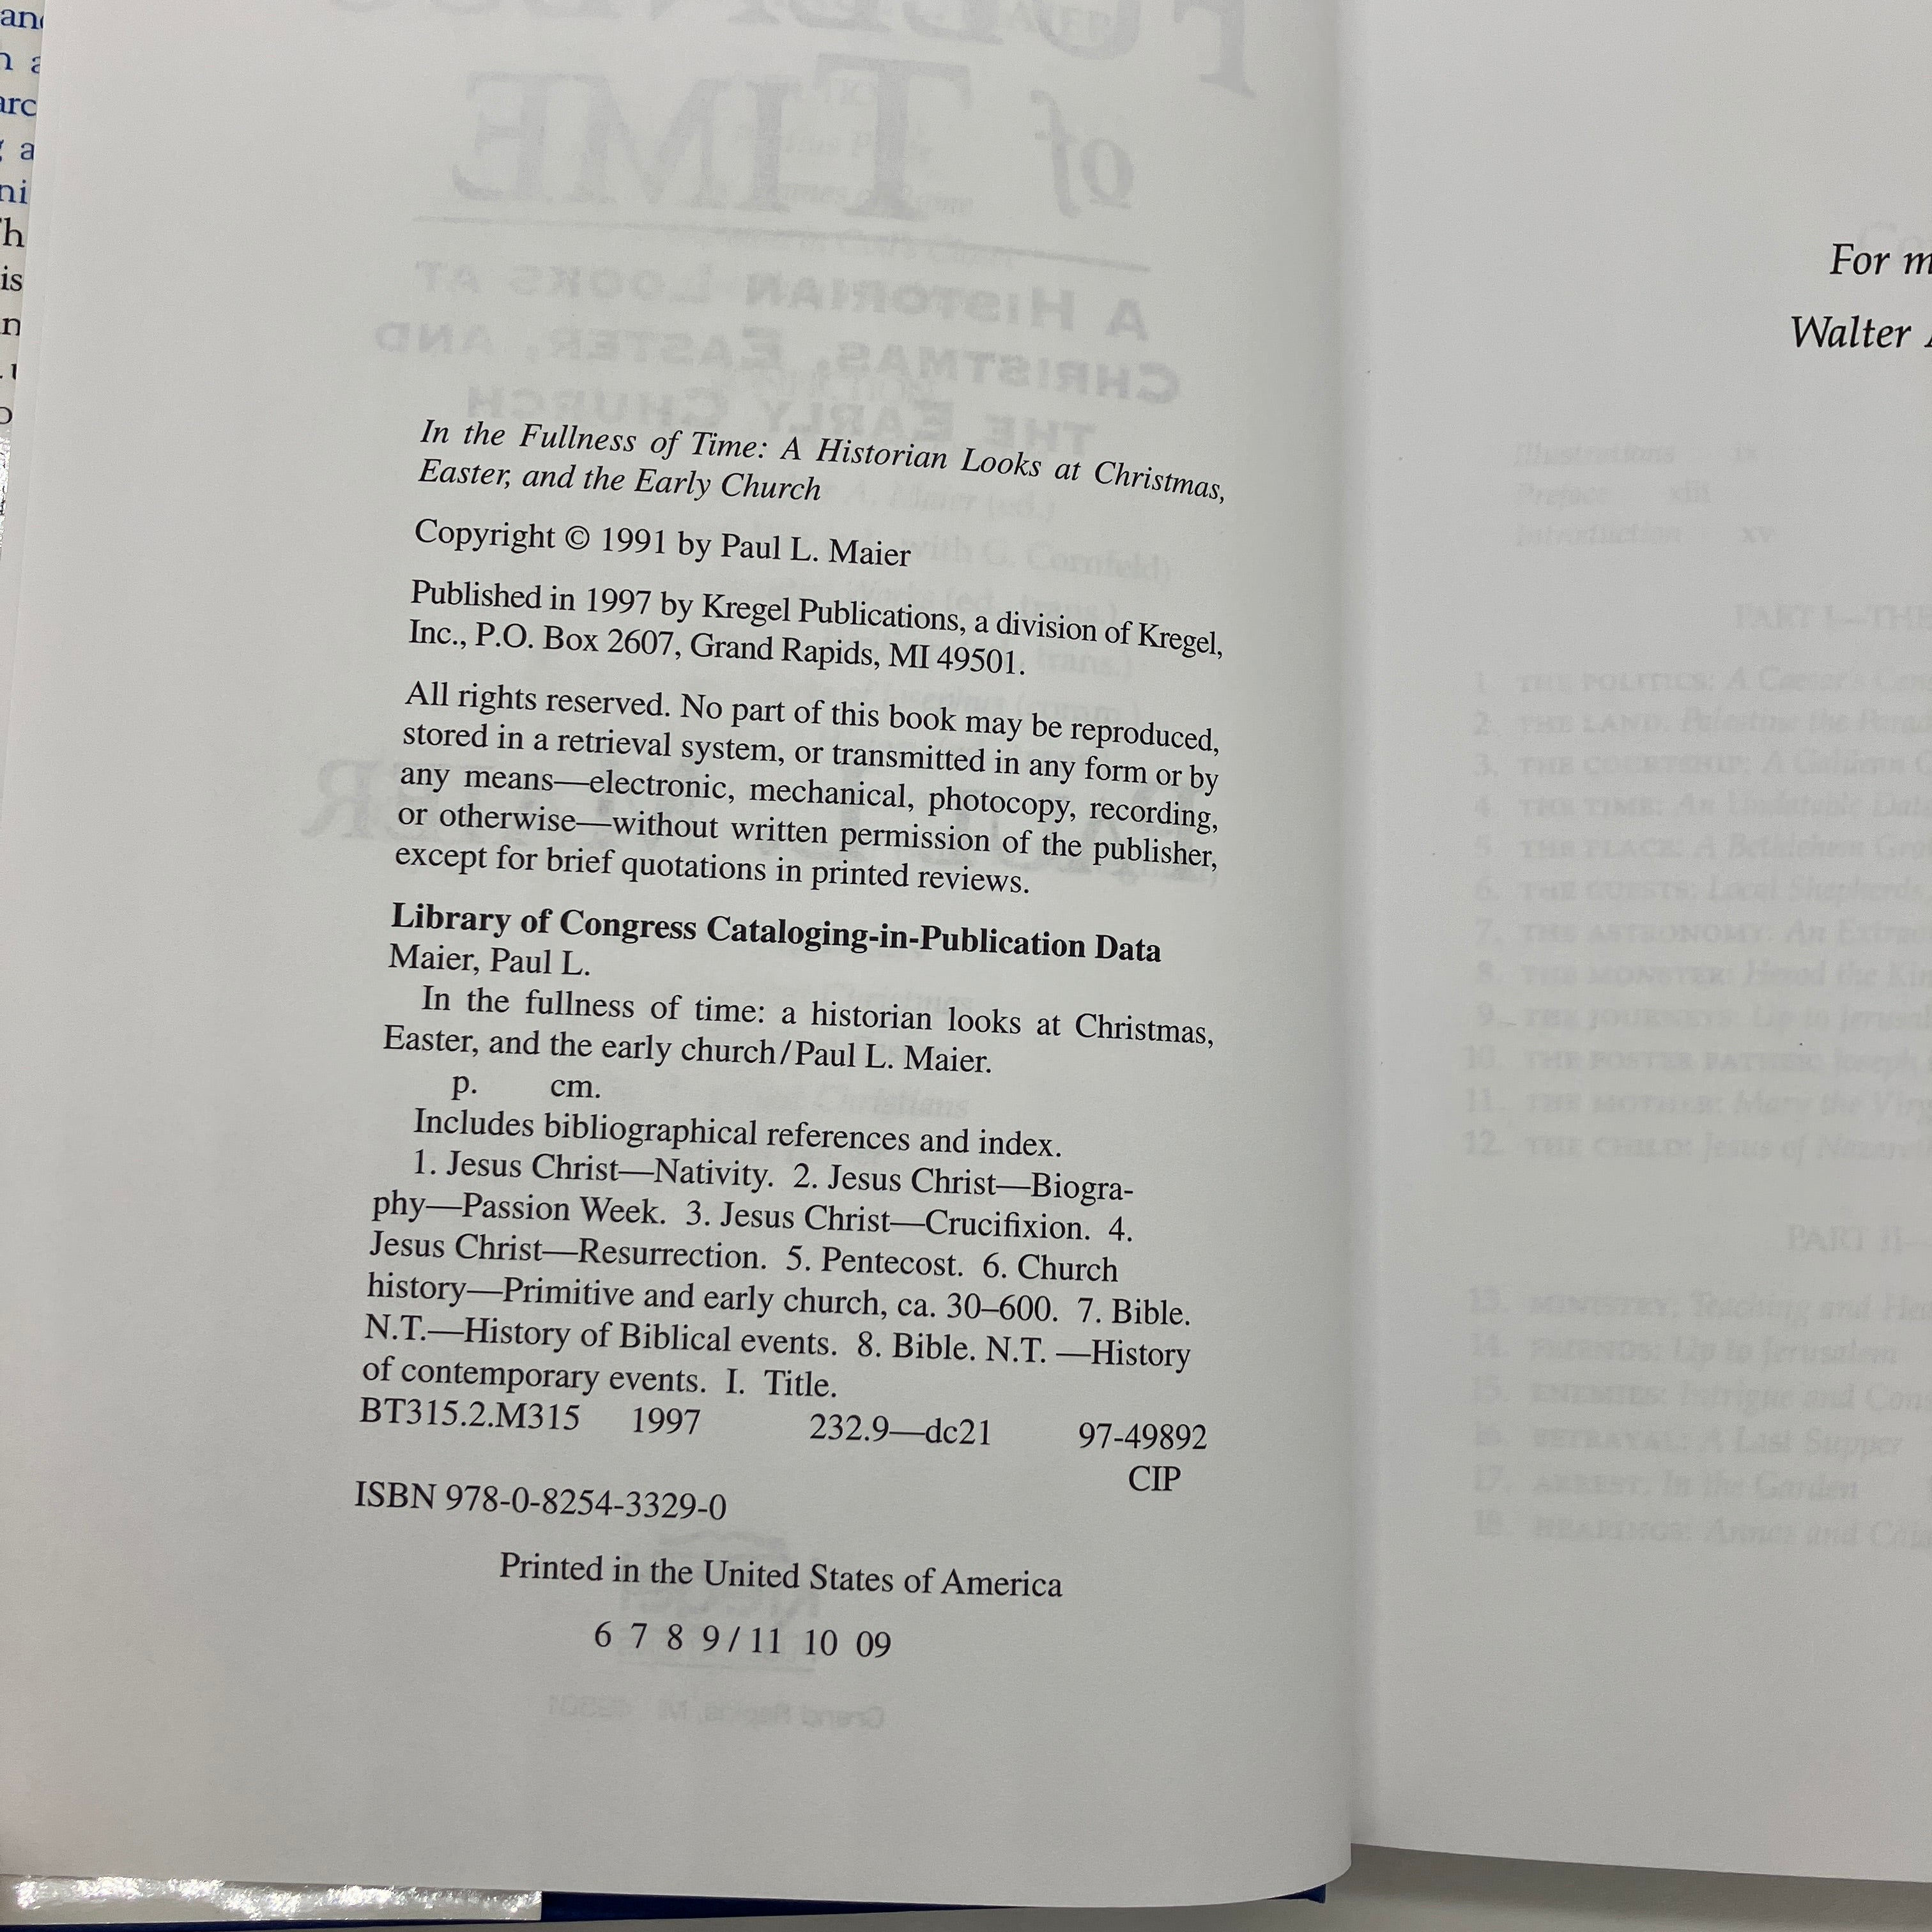 In the Fullness of Time: A Historian Looks at Christmas,
Easter, and the Early Church
Copyright © 1991 by Paul L. Maier
Published in 1997 by Kregel Publications, a division of Kregel,
Inc., P.O. Box 2607, Grand Rapids, MI 49501.
All rights reserved. No part of this book may be reproduced,
stored in a retrieval system, or transmitted in any form or by
any means—electronic, mechanical, photocopy, recording,
or otherwise—without written permission of the publisher,
except for brief quotations in printed reviews.
Library of Congress Cataloging-in-Publication Data
Maier, Paul L.
In the fullness of time: a historian looks at Christmas,
Easter, and the early church/Paul L. Maier.
p. cm.
Includes bibliographical references and index.
1. Jesus Christ—Nativity. 2. Jesus Christ—Biogra-
phy—Passion Week. 3. Jesus Christ—Crucifixion. 4.
Jesus Christ—Resurrection. 5. Pentecost. 6. Church
history—Primitive and early church, ca. 30–600. 7. Bible.
N.T.—History of Biblical events. 8. Bible. N.T. —History
of contemporary events. I. Title.
BT315.2.M315 1997 232.9—dc21 97-49892
CIP
ISBN 978-0-8254-3329-0
Printed in the United States of America
6 7 8 9/11 10 09
For
Walter